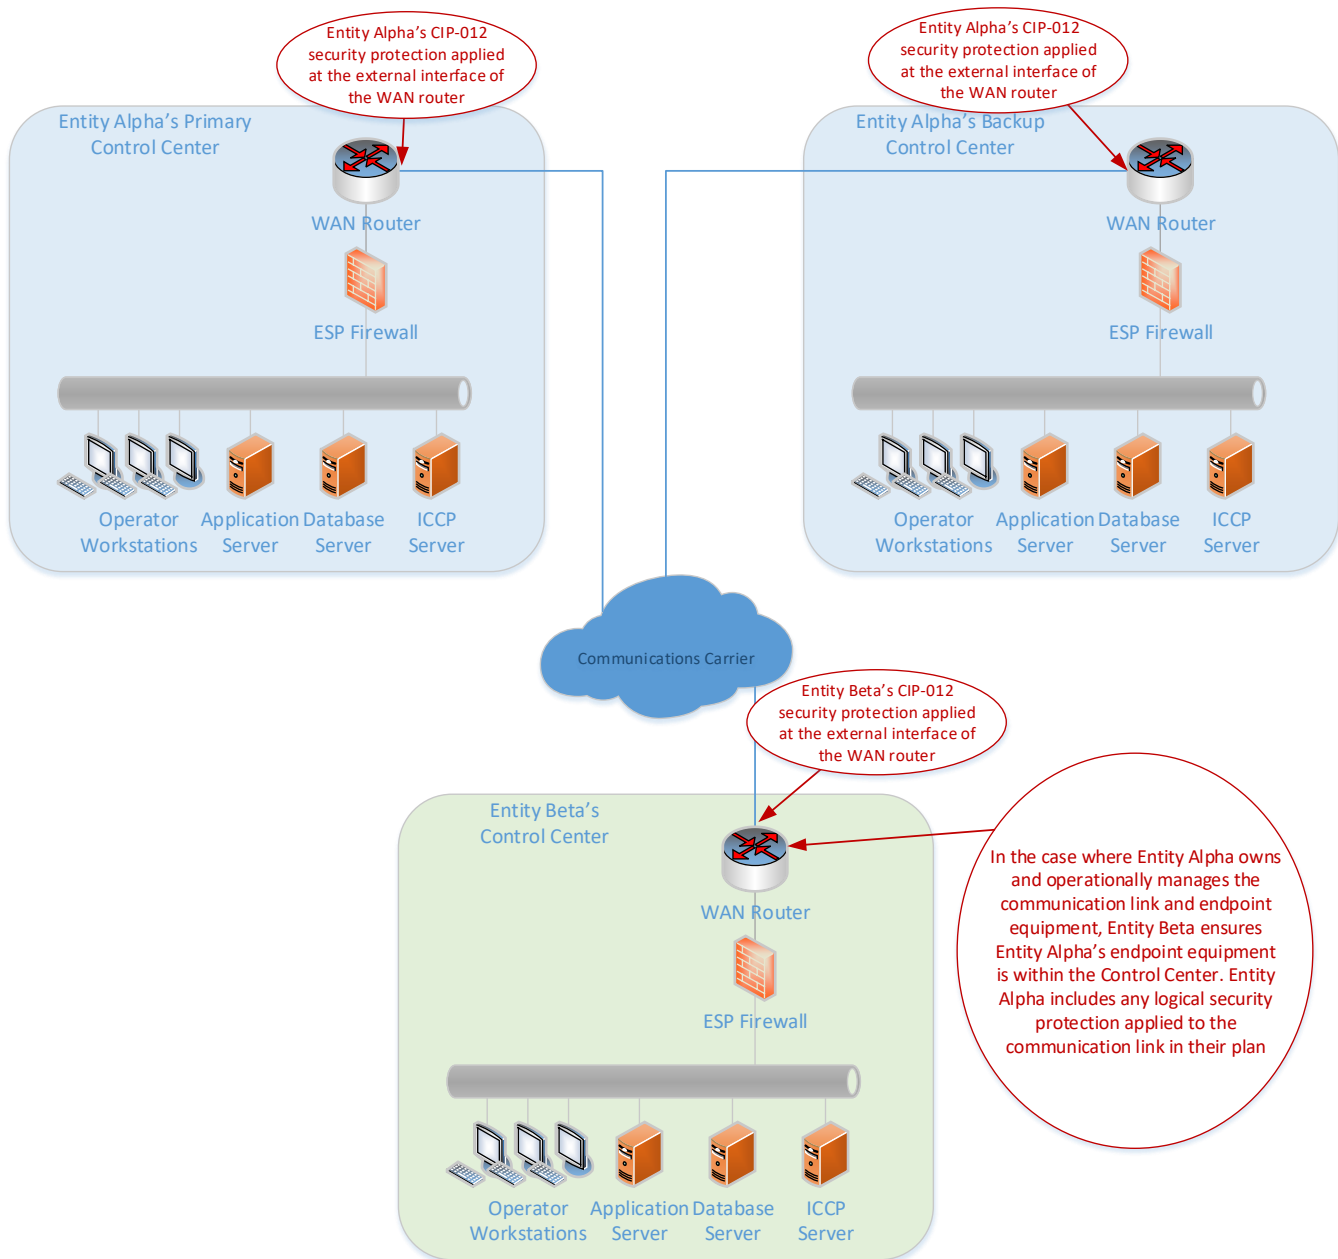 Entity Alpha’s CIP-012
security protection applied
at the external interface of
the WAN router
Entity Alpha’s CIP-012
security protection applied
at the external interface of
the WAN router
Entity Alpha’s Primary
Control Center
WAN Router
ESP Firewall
Operator
Workstations
Application
Server
Database
Server
ICCP
Server
Entity Alpha’s Backup
Control Center
WAN Router
ESP Firewall
Operator
Workstations
Application
Server
Database
Server
ICCP
Server
Communications Carrier
Entity Beta’s CIP-012
security protection applied
at the external interface of
the WAN router
Entity Beta’s
Control Center
WAN Router
ESP Firewall
Operator
Workstations
Application
Server
Database
Server
ICCP
Server
In the case where Entity Alpha owns
and operationally manages the
communication link and endpoint
equipment, Entity Beta ensures
Entity Alpha’s endpoint equipment
is within the Control Center. Entity
Alpha includes any logical security
protection applied to the
communication link in their plan